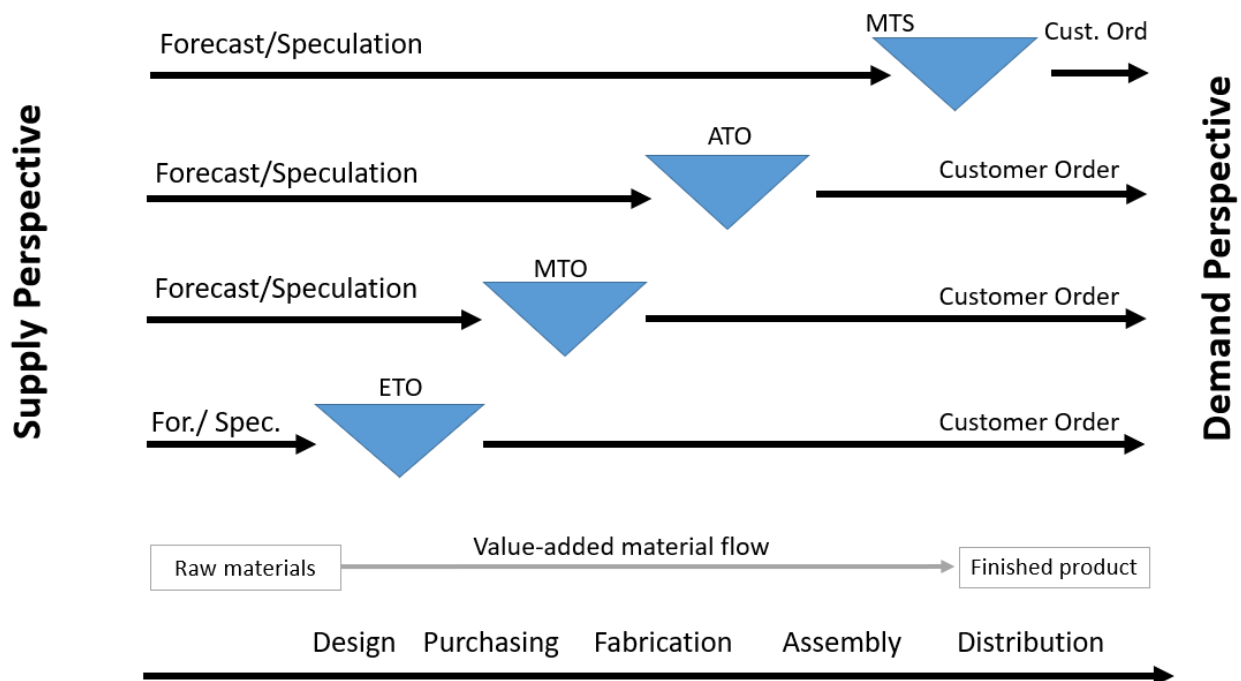 Supply Perspective
MTS
Forecast/Speculation
Cust. Ord
ATO
Forecast/Speculation
Customer Order
MTO
Forecast/Speculation
Customer Order
ETO
For./ Spec.
Customer Order
Demand Perspective
Value-added material flow
Raw materials
Finished product
Design
Purchasing
Fabrication
Assembly
Distribution